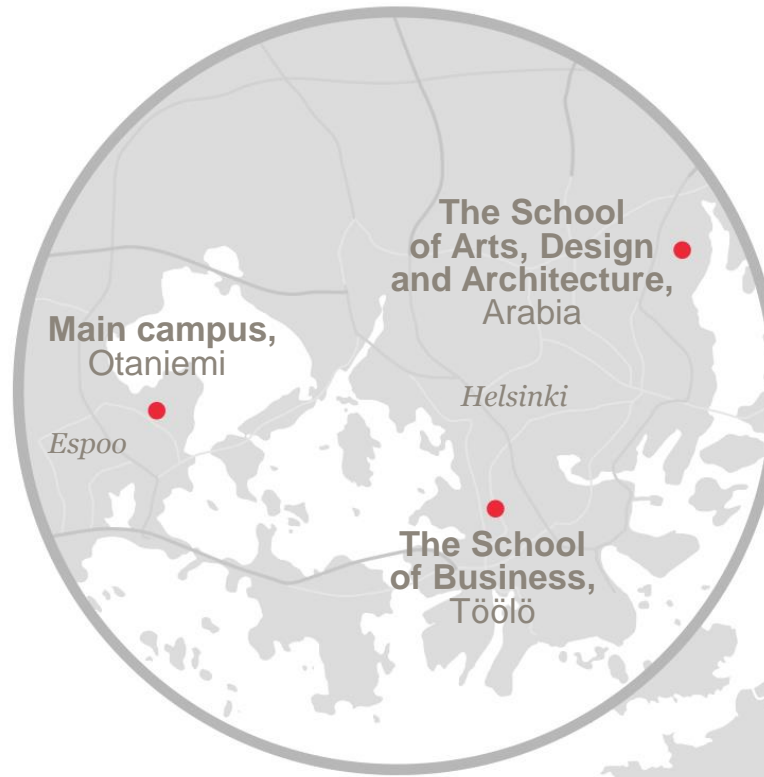 The School
of Arts, Design
and Architecture,
Arabia
Main campus,
Otaniemi
Helsinki
Espoo
The School
of Business,
Töölö